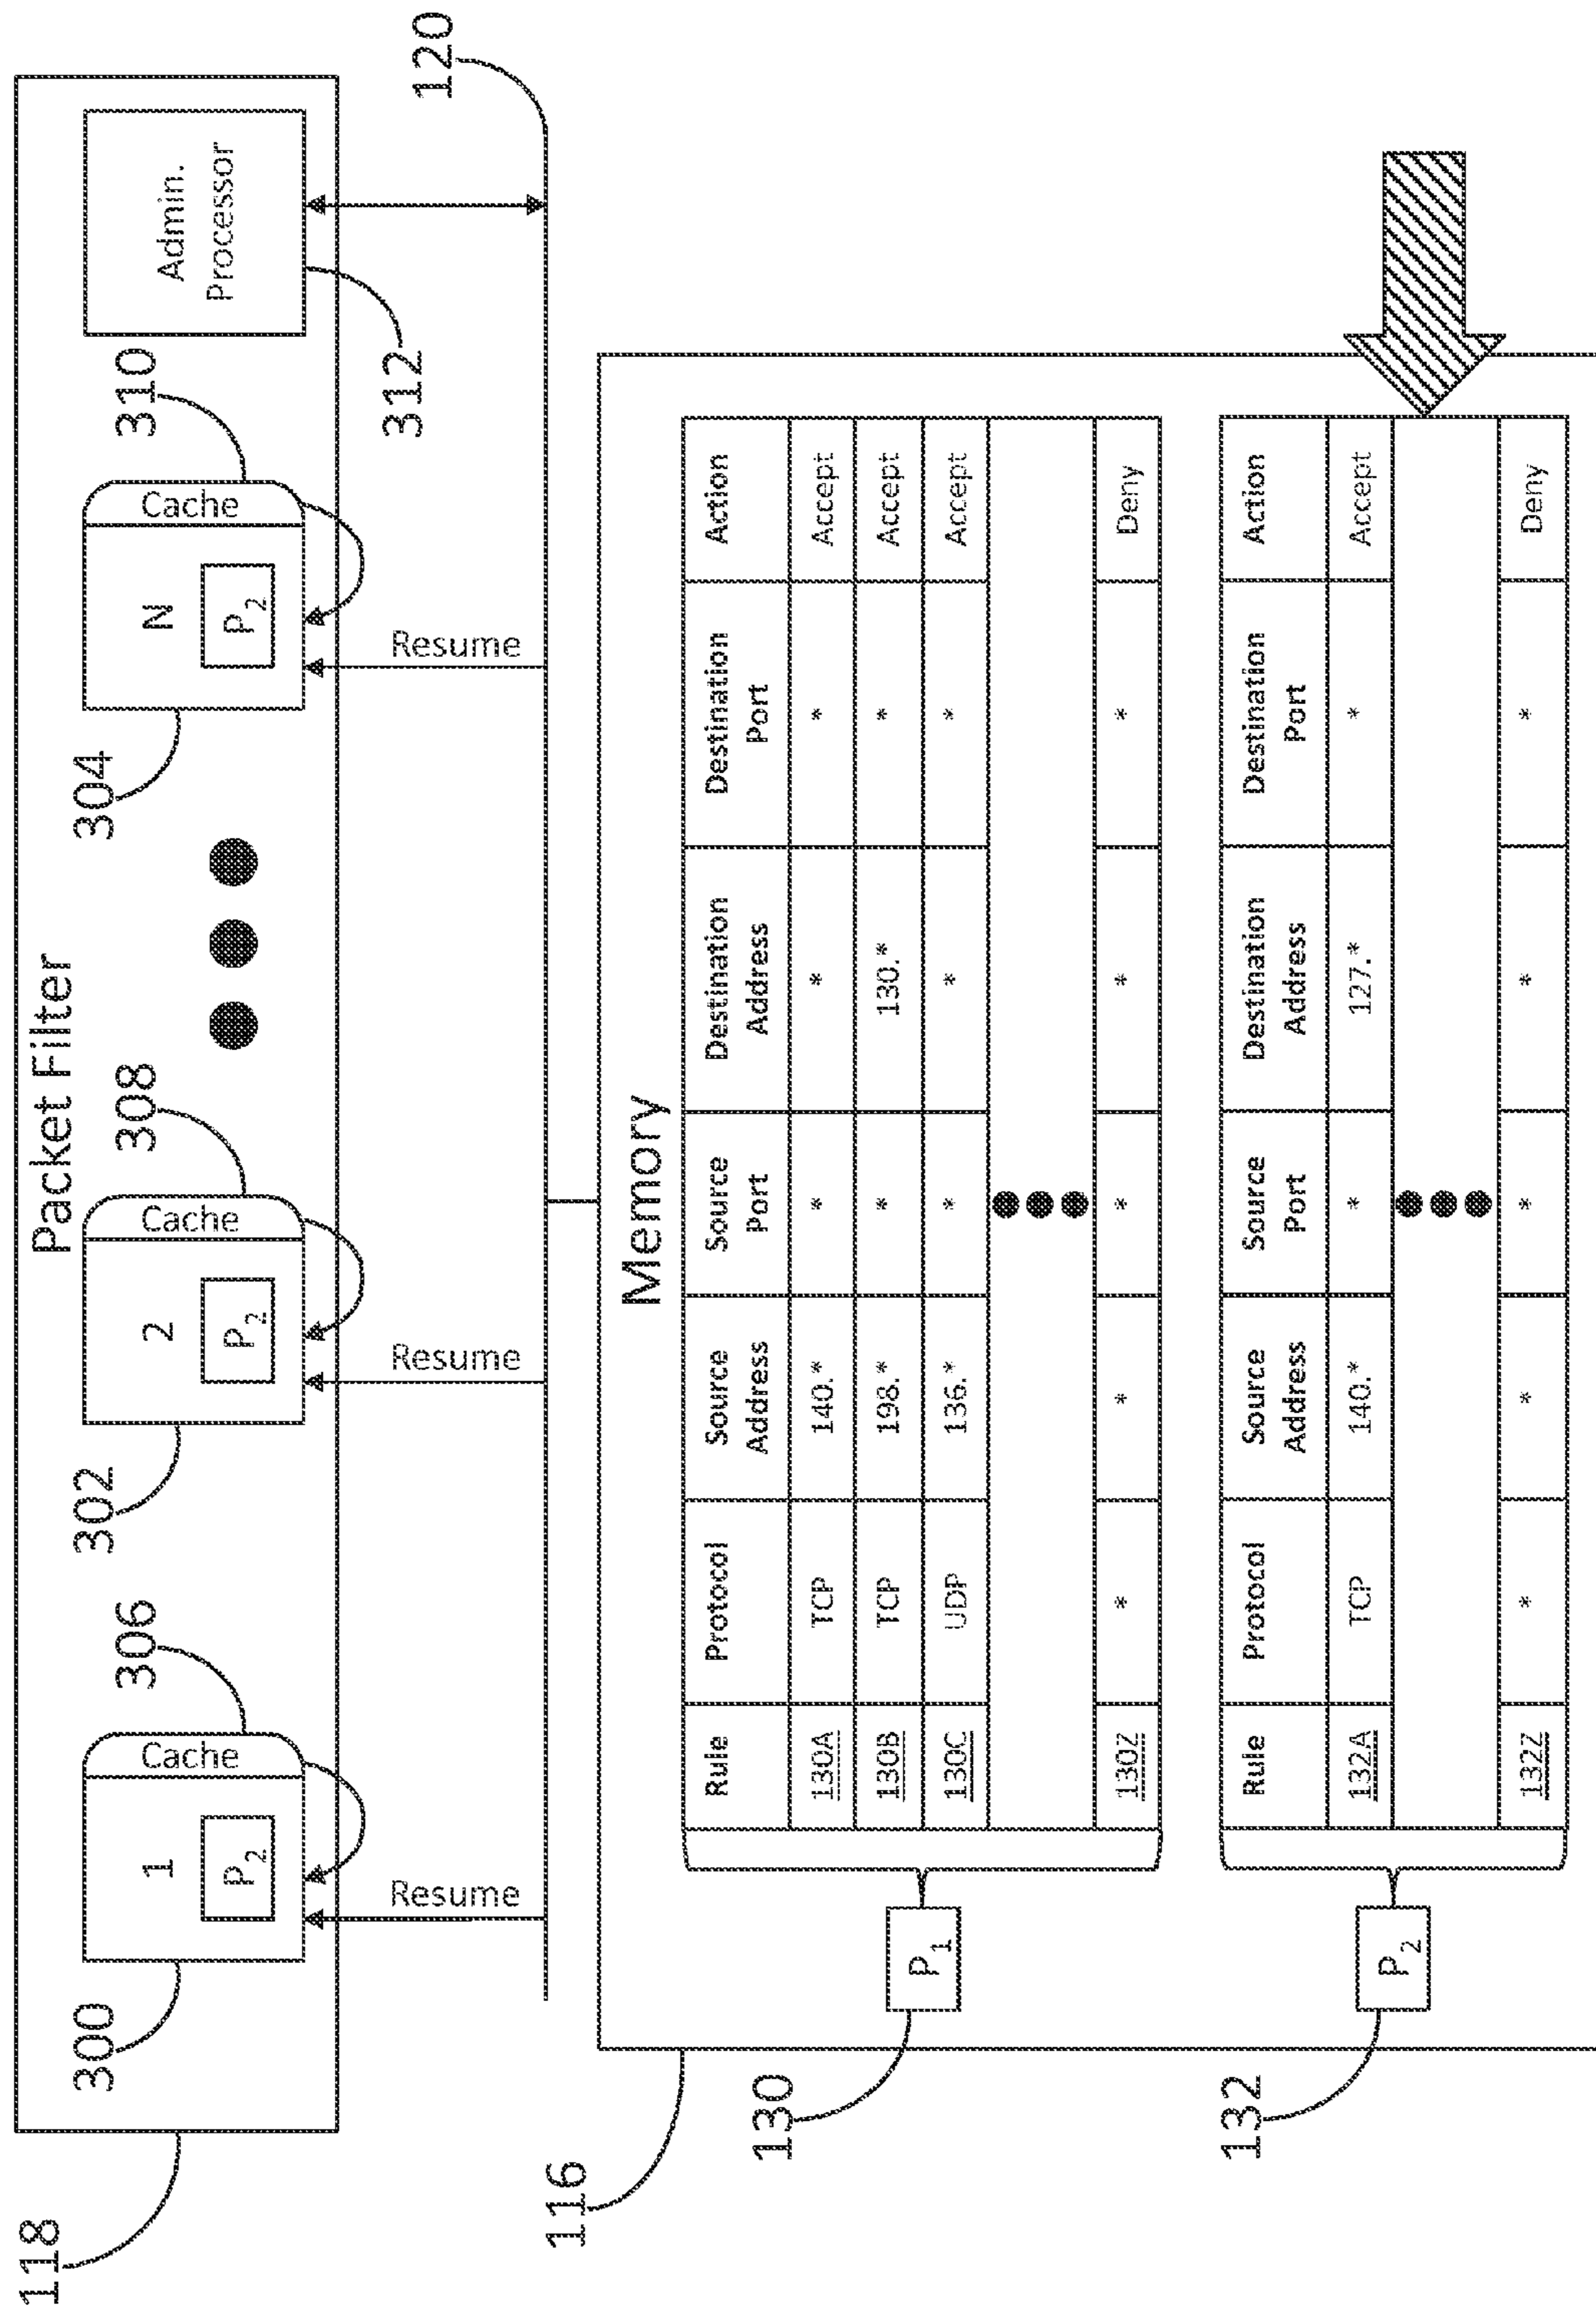 118
Packet Filter
300
1
P2
Cache
306
302
2
P2
Cache
308
304
N
P2
Cache
310
Admin.
Processor
312
Resume
Resume
Resume
120
116
Memory
130
P1
Rule Protocol Source Address Source Port Destination Address Destination Port Action
130A TCP 140.* * * * Accept
130B TCP 198.* * 130.* * Accept
130C UDP 136.* * * * Accept
130Z * * * * * Deny
132
P2
Rule Protocol Source Address Source Port Destination Address Destination Port Action
132A TCP 140.* * 127.* * Accept
132Z * * * * * Deny